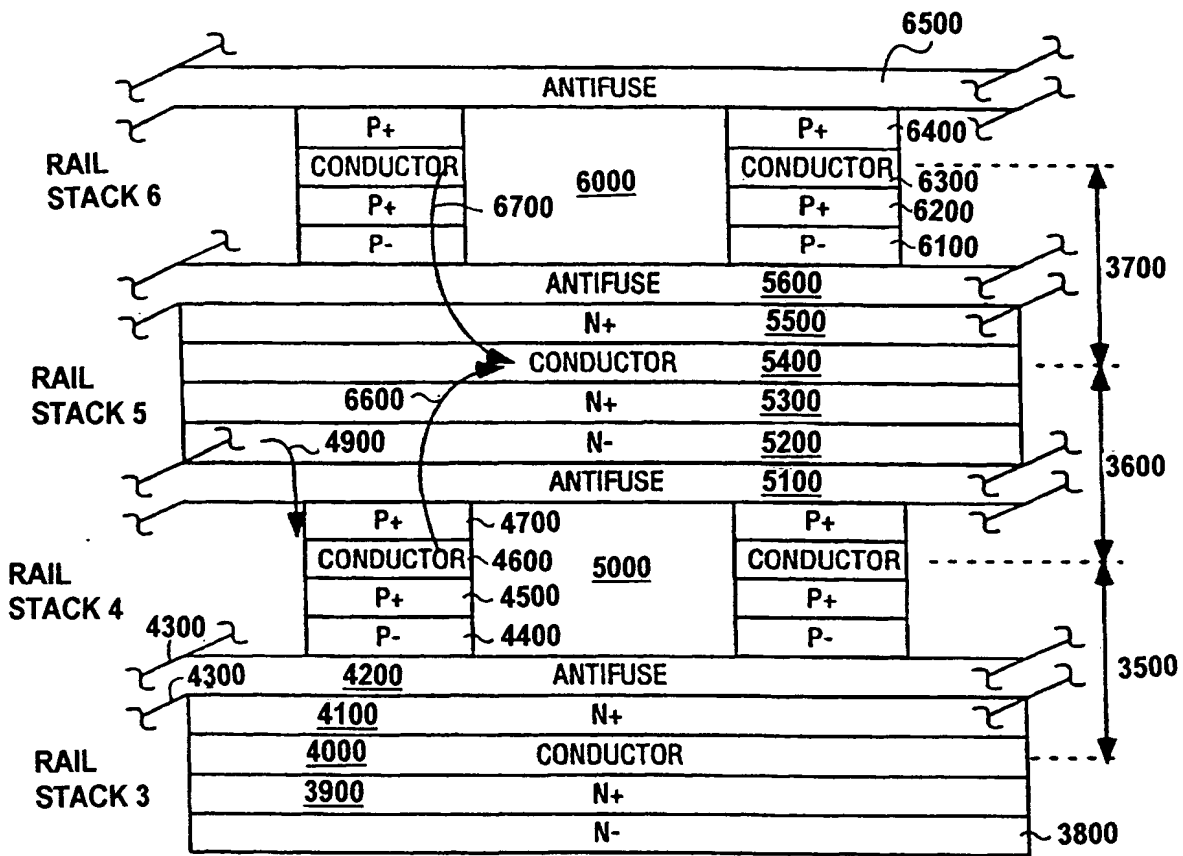 6500
ANTIFUSE
P+ P+ 6400
RAIL STACK 6
CONDUCTOR 6000 CONDUCTOR 6300
P+ 6700 P+ 6200
P- P- 6100
3700
ANTIFUSE 5600
N+ 5500
CONDUCTOR 5400
RAIL STACK 5
6600 N+ 5300
4900 N- 5200
3600
ANTIFUSE 5100
P+ 4700 P+
CONDUCTOR 4600 5000 CONDUCTOR
RAIL STACK 4
P+ 4500 P+
P- 4400 P-
4300
4300 4200 ANTIFUSE
3500
4100 N+
4000 CONDUCTOR
RAIL STACK 3
3900 N+
N- 3800